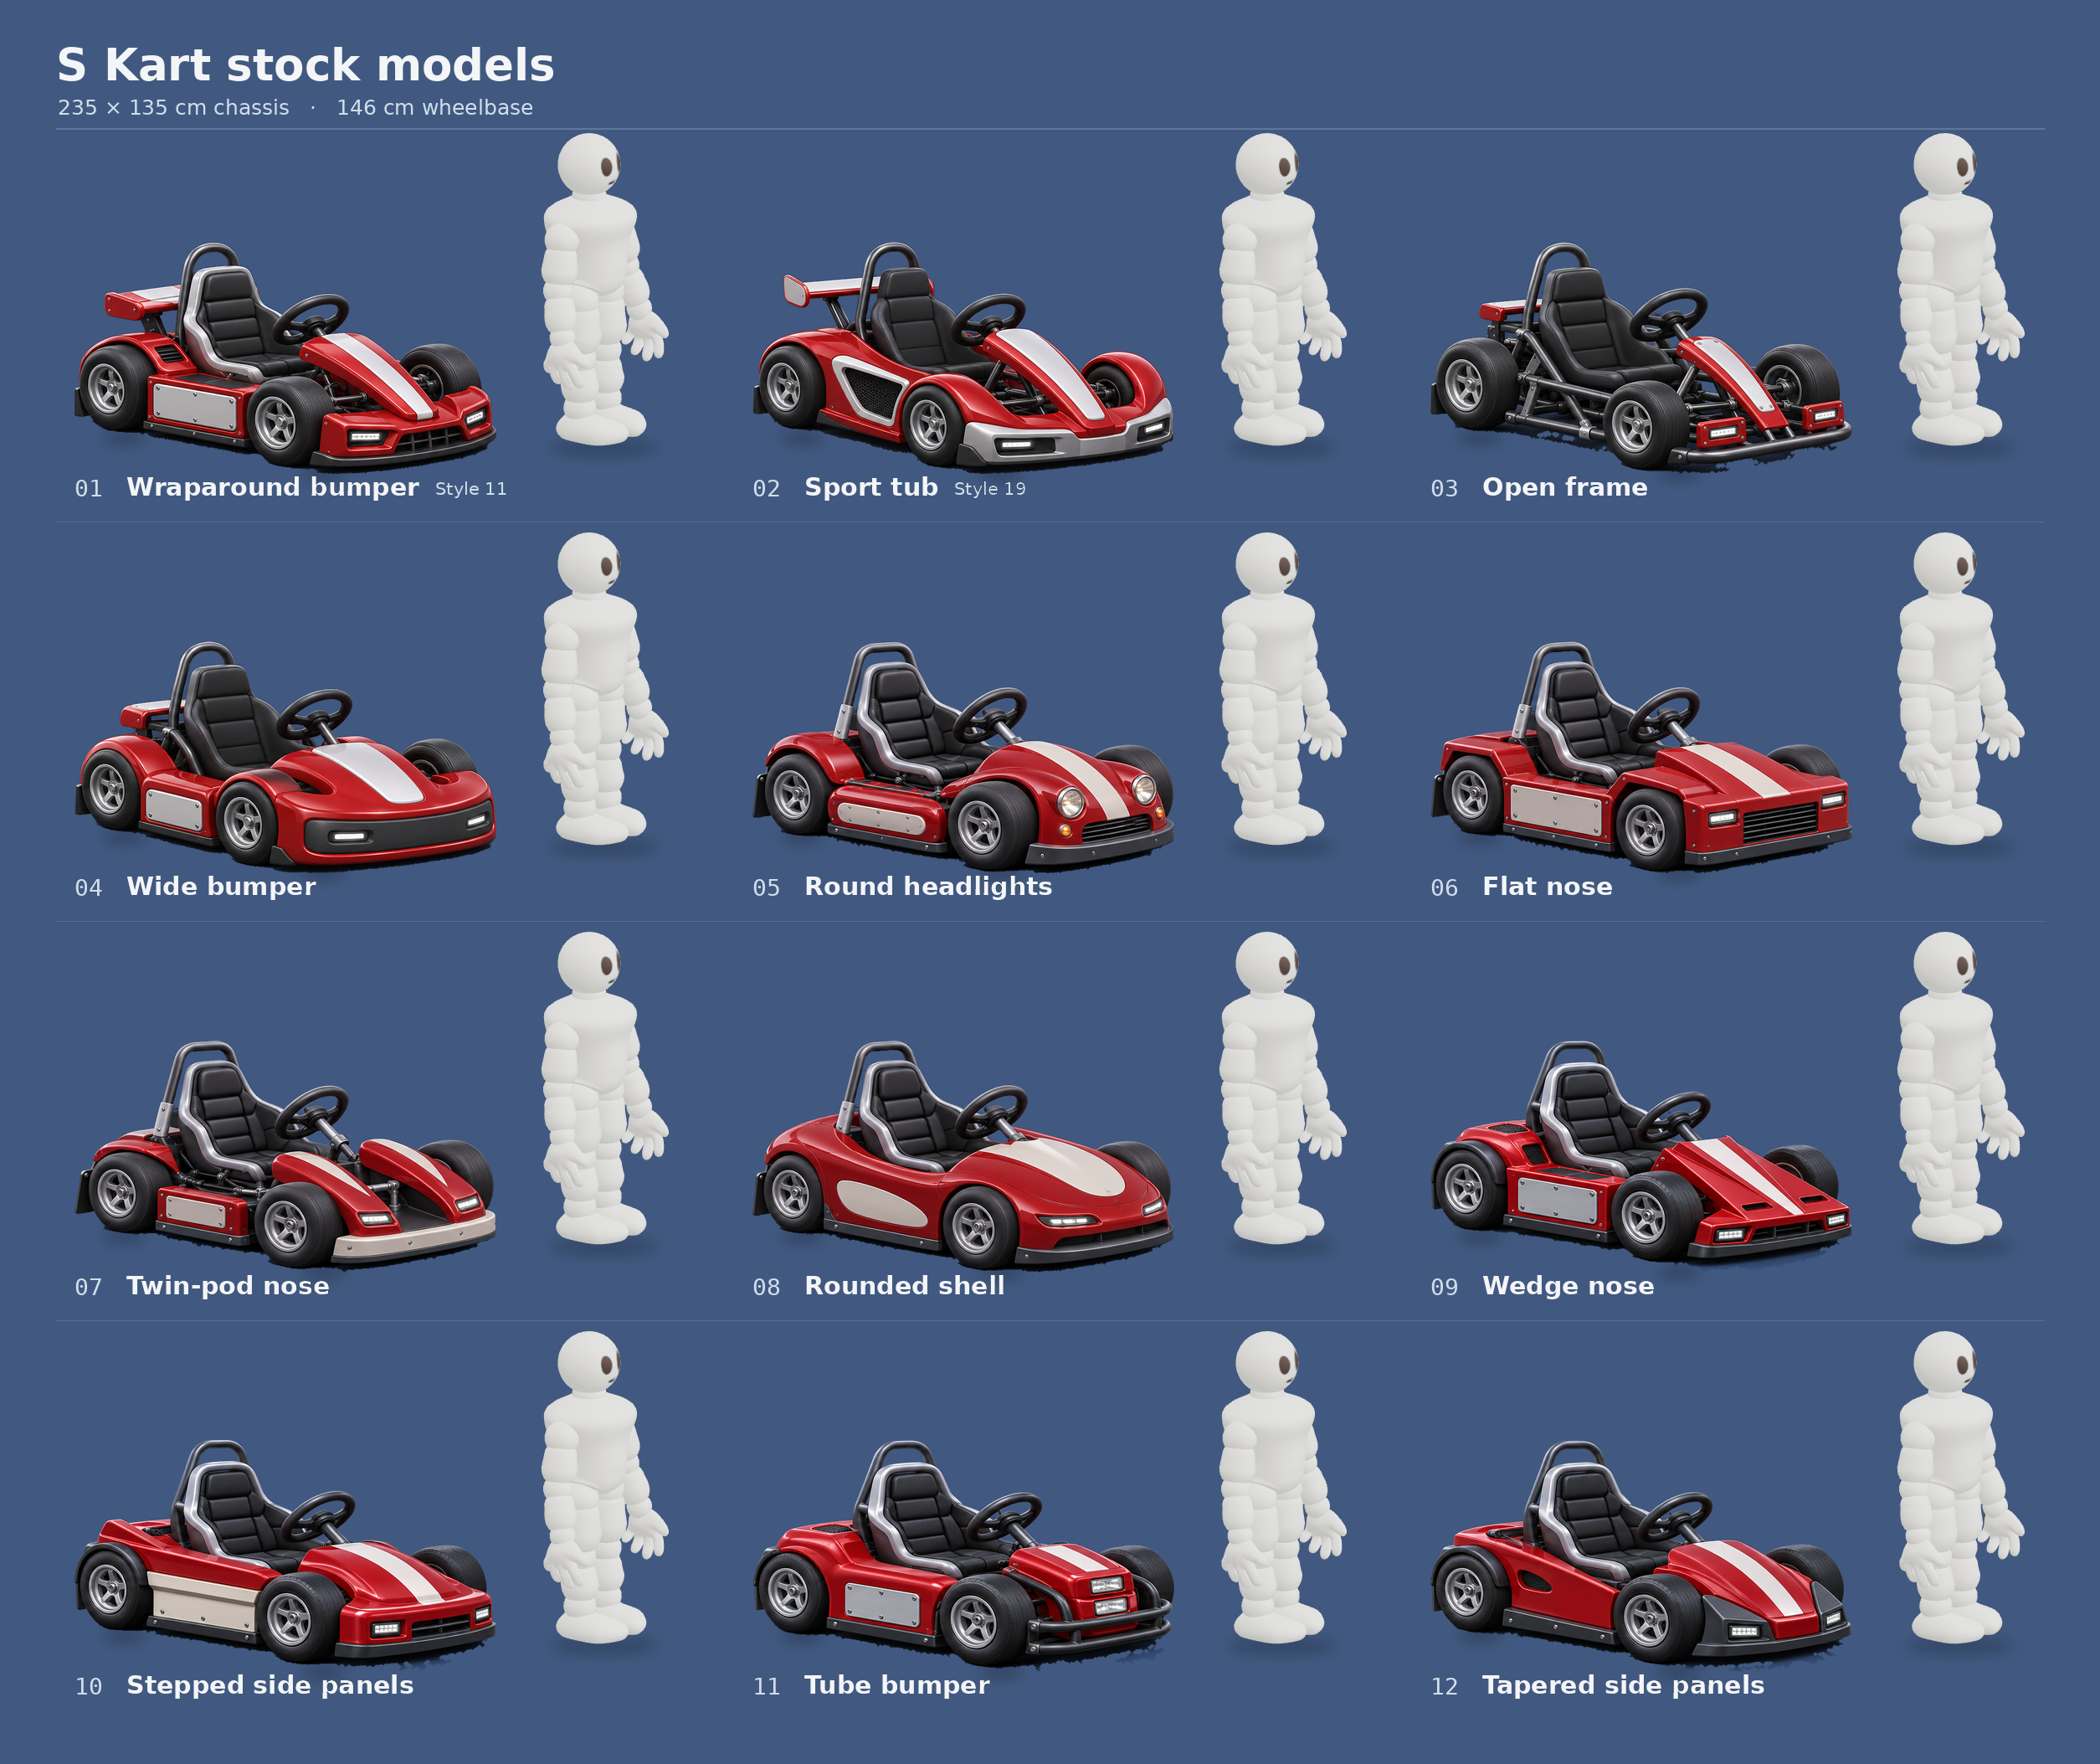 S Kart stock models
235 × 135 cm chassis · 146 cm wheelbase
01 Wraparound bumper Style 11
02 Sport tub Style 19
03 Open frame
04 Wide bumper
05 Round headlights
06 Flat nose
07 Twin-pod nose
08 Rounded shell
09 Wedge nose
10 Stepped side panels
11 Tube bumper
12 Tapered side panels